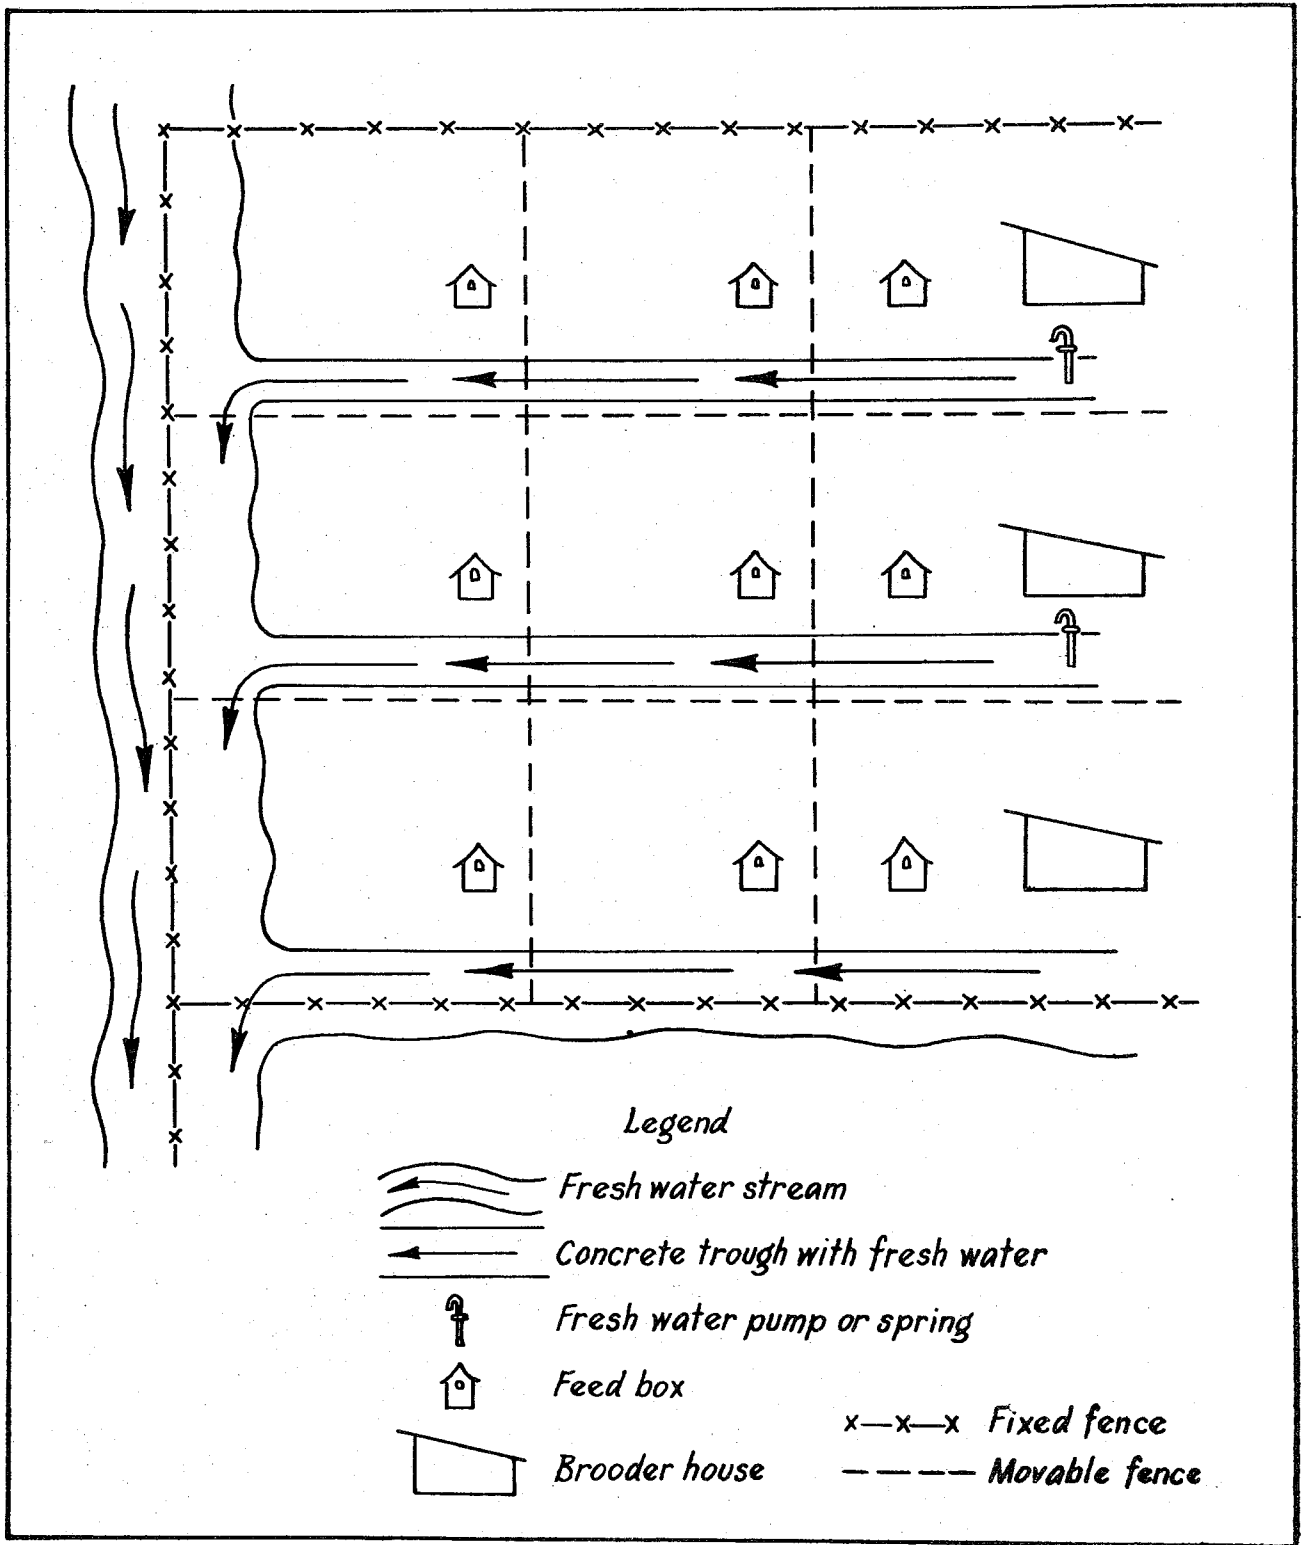 Legend
Fresh water stream
Concrete trough with fresh water
Fresh water pump or spring
Feed box
Fixed fence
Brooder house
Movable fence